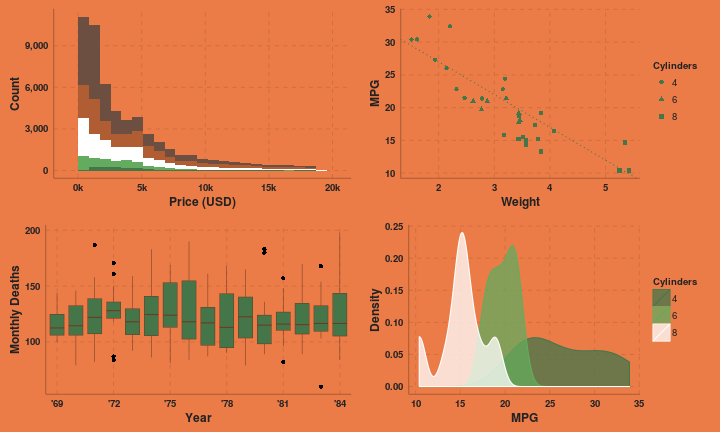 9,000
6,000
3,000
0
Count
0k 5k 10k 15k 20k
Price (USD)
35
30
25
20
15
10
MPG
2 3 4 5
Weight
Cylinders
4
6
8
200
150
100
Monthly Deaths
'69 '72 '75 '78 '81 '84
Year
0.25
0.20
0.15
0.10
0.05
0.00
Density
10 15 20 25 30 35
MPG
Cylinders
4
6
8